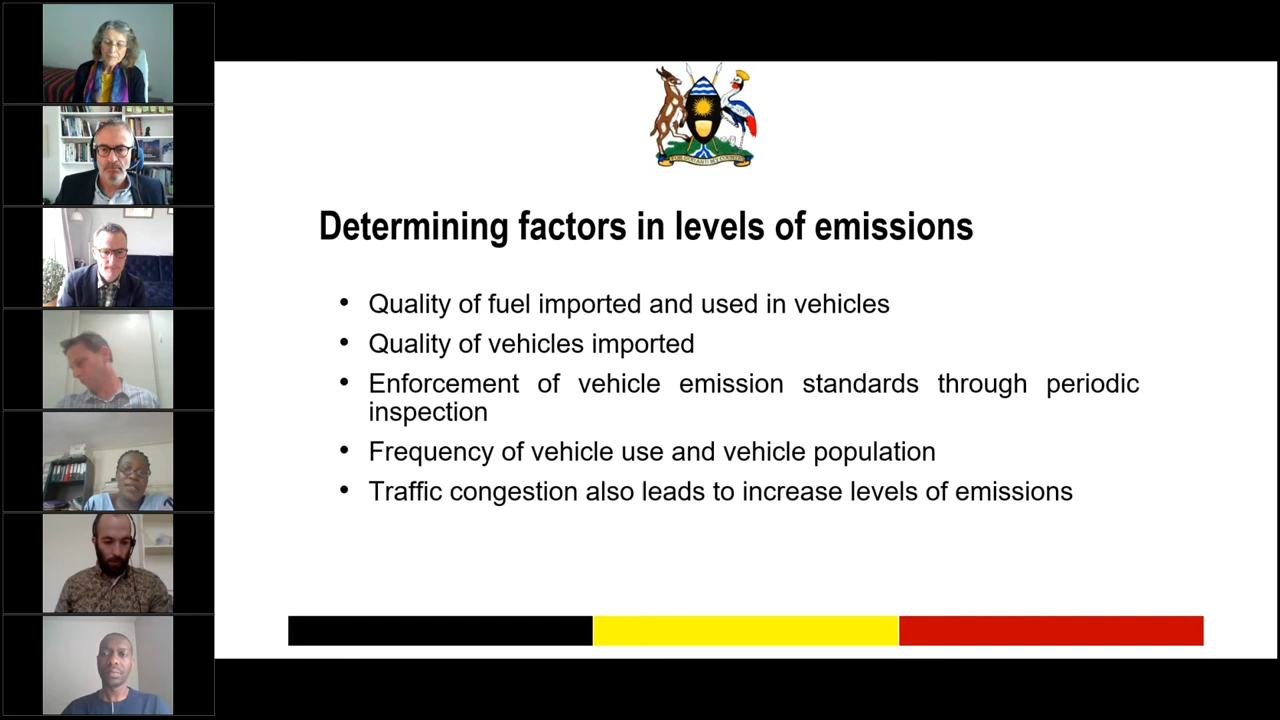 Determining factors in levels of emissions
• Quality of fuel imported and used in vehicles
• Quality of vehicles imported
• Enforcement of vehicle emission standards through periodic
inspection
• Frequency of vehicle use and vehicle population
• Traffic congestion also leads to increase levels of emissions